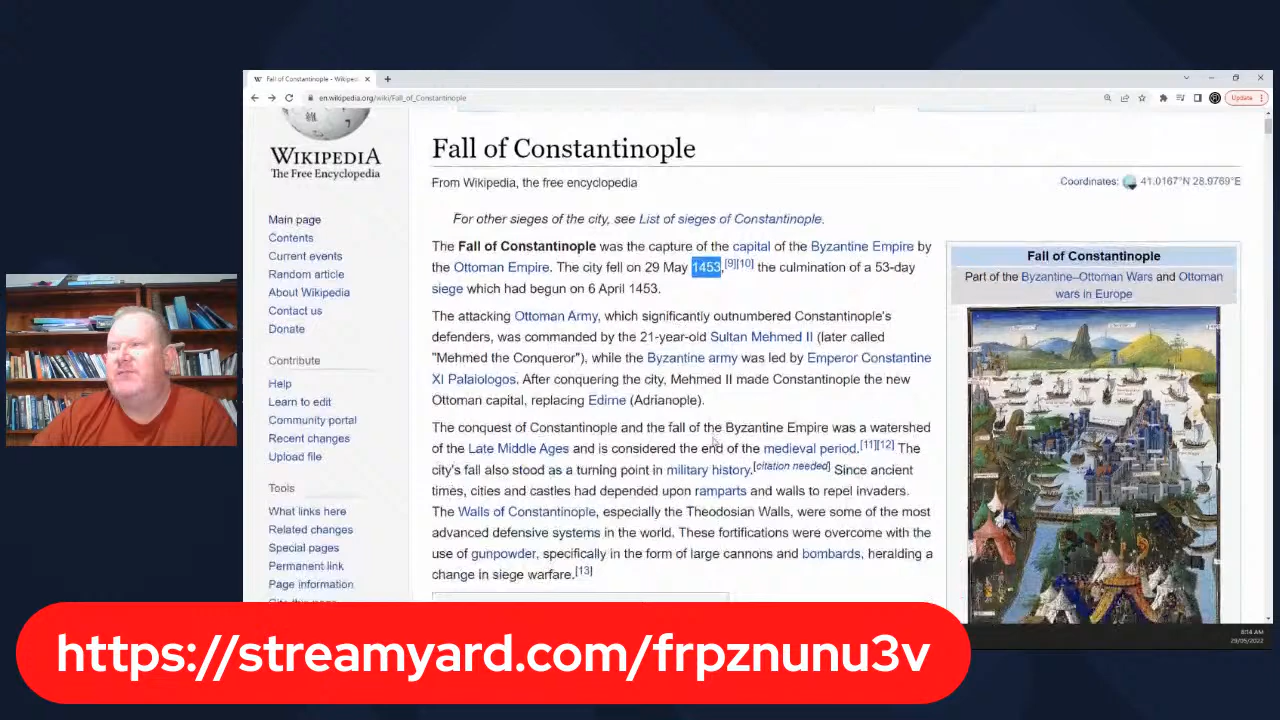 Fall of Constantinople - Wikiped
en.wikipedia.org/wiki/Fall_of_Constantinople
Update
WIKIPEDIA
The Free Encyclopedia
Main page
Contents
Current events
Random article
About Wikipedia
Contact us
Donate
Contribute
Help
Learn to edit
Community portal
Recent changes
Upload file
Tools
What links here
Related changes
Special pages
Permanent link
Page information
Fall of Constantinople
From Wikipedia, the free encyclopedia
Coordinates: 41.0167°N 28.9769°E
For other sieges of the city, see List of sieges of Constantinople.
The Fall of Constantinople was the capture of the capital of the Byzantine Empire by
the Ottoman Empire. The city fell on 29 May 1453,[9][10] the culmination of a 53-day
siege which had begun on 6 April 1453.
The attacking Ottoman Army, which significantly outnumbered Constantinople's
defenders, was commanded by the 21-year-old Sultan Mehmed II (later called
"Mehmed the Conqueror"), while the Byzantine army was led by Emperor Constantine
XI Palaiologos. After conquering the city, Mehmed II made Constantinople the new
Ottoman capital, replacing Edirne (Adrianople).
The conquest of Constantinople and the fall of the Byzantine Empire was a watershed
of the Late Middle Ages and is considered the end of the medieval period.[11][12] The
city's fall also stood as a turning point in military history.[citation needed] Since ancient
times, cities and castles had depended upon ramparts and walls to repel invaders.
The Walls of Constantinople, especially the Theodosian Walls, were some of the most
advanced defensive systems in the world. These fortifications were overcome with the
use of gunpowder, specifically in the form of large cannons and bombards, heralding a
change in siege warfare.[13]
Fall of Constantinople
Part of the Byzantine–Ottoman Wars and Ottoman
wars in Europe
8:14 AM
29/05/2022
https://streamyard.com/frpznunu3v